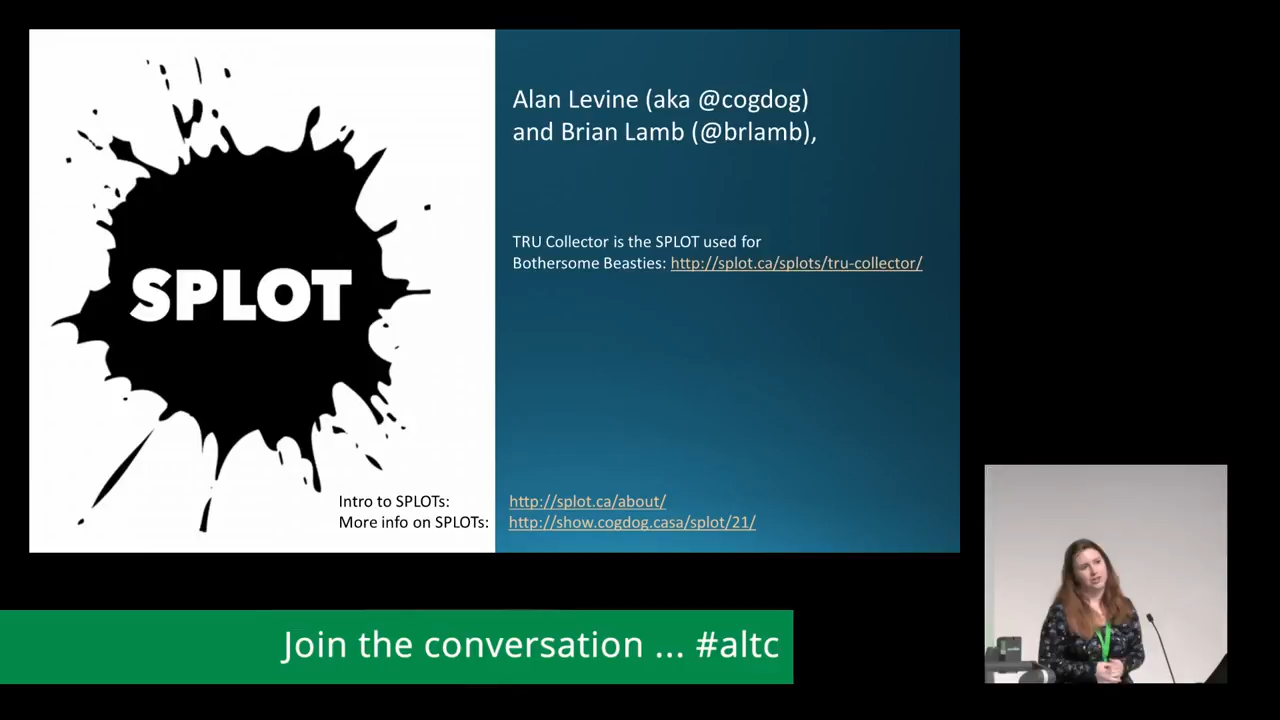 SPLOT
Alan Levine (aka @cogdog)
and Brian Lamb (@brlamb),
TRU Collector is the SPLOT used for
Bothersome Beasties: http://splot.ca/splots/tru-collector/
Intro to SPLOTs: http://splot.ca/about/
More info on SPLOTs: http://show.cogdog.casa/splot/21/
Join the conversation ... #altc